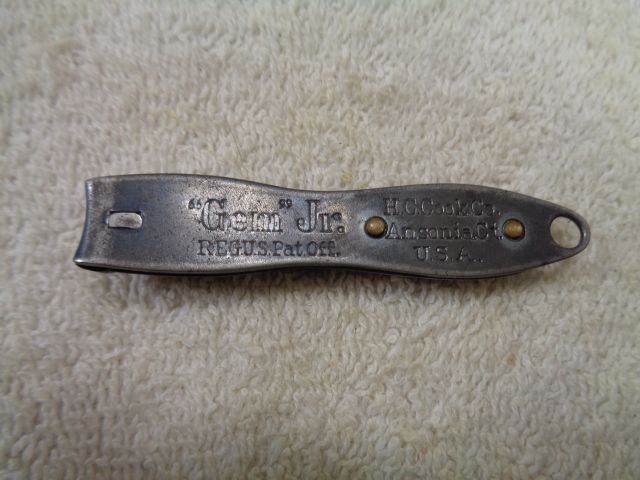 "Gem" Jr.
REG.U.S. Pat. Off.
H.C. Cook Co.
Ansonia, Ct.
U.S.A.